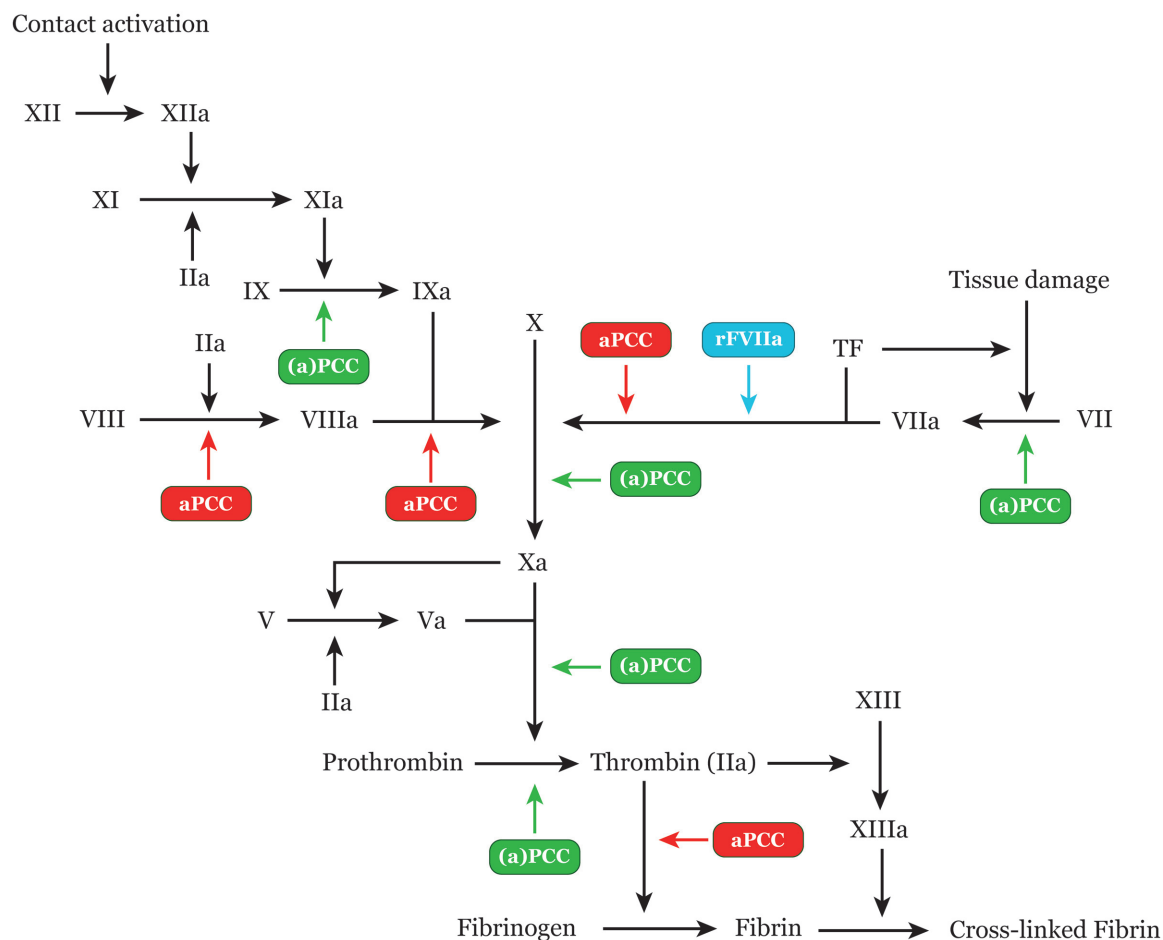 Contact activation
XII
XIIa
XI
XIa
IIa
IX
IXa
Tissue damage
X
aPCC
rFVIIa
TF
IIa
(a)PCC
VIII
VIIIa
VIIa
VII
aPCC
aPCC
(a)PCC
(a)PCC
Xa
V
Va
(a)PCC
IIa
XIII
Prothrombin
Thrombin (IIa)
XIIIa
(a)PCC
aPCC
Fibrinogen
Fibrin
Cross-linked Fibrin